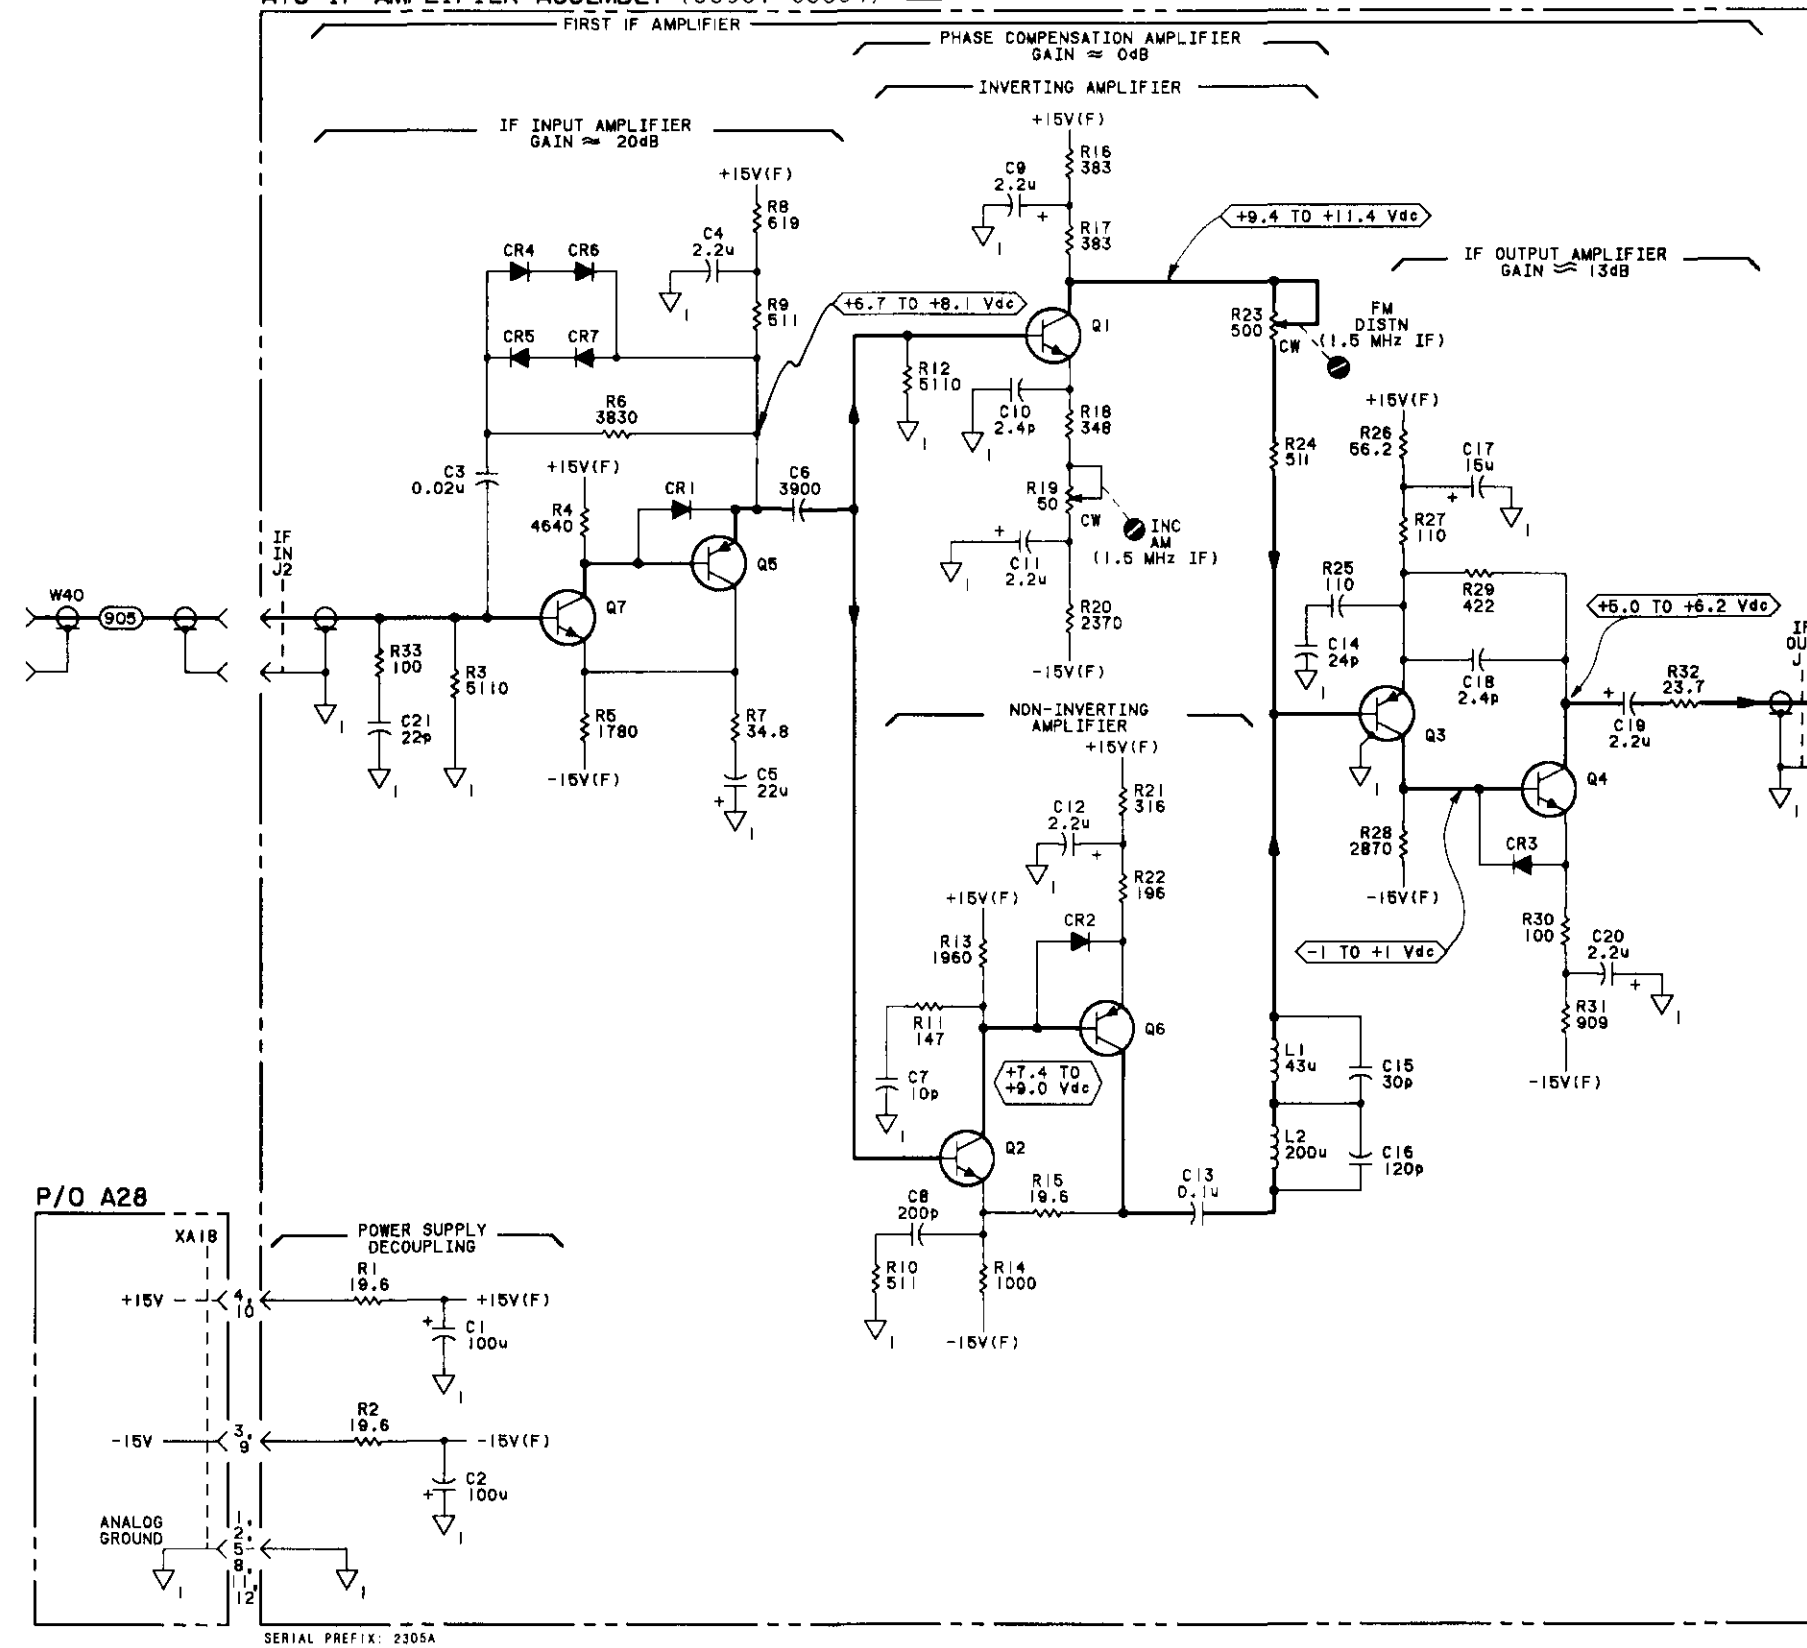 FIRST IF AMPLIFIER
PHASE COMPENSATION AMPLIFIER
GAIN ≈ 0dB
INVERTING AMPLIFIER
IF INPUT AMPLIFIER
GAIN ≈ 20dB
+15V(F)
R8
619
C4
2.2u
R9
511
CR4
CR6
CR5
CR7
+6.7 TO +8.1 Vdc
R6
3830
C3
0.02u
+15V(F)
R4
4640
CR1
C6
3900
Q5
Q7
IF
IN
J2
W40
905
R33
100
C21
22p
R3
5110
R5
1780
-15V(F)
R7
34.8
C5
22u
+
1
+15V(F)
R16
383
C9
2.2u
+
R17
383
+9.4 TO +11.4 Vdc
Q1
R12
5110
C10
2.4p
R18
348
R19
50
CW
INC
AM
(1.5 MHz IF)
+
C11
2.2u
R20
2370
-15V(F)
R23
500
CW
FM
DISTN
(1.5 MHz IF)
R24
511
IF OUTPUT AMPLIFIER
GAIN ≈ 13dB
+15V(F)
R26
56.2
C17
15u
+
R27
110
R25
110
R29
422
C14
24p
C18
2.4p
+5.0 TO +6.2 Vdc
Q3
+
C19
2.2u
R32
23.7
Q4
R28
2870
-15V(F)
CR3
-1 TO +1 Vdc
R30
100
C20
2.2u
+
R31
909
-15V(F)
NON-INVERTING
AMPLIFIER
+15V(F)
R21
316
C12
2.2u
+
R22
196
+15V(F)
R13
1960
CR2
R11
147
Q6
C7
10p
+7.4 TO
+9.0 Vdc
Q2
L1
43u
C15
30p
L2
200u
C16
120p
C13
0.1u
R15
19.6
C8
200p
R10
511
R14
1000
-15V(F)
P/O A28
XA18
POWER SUPPLY
DECOUPLING
R1
19.6
+15V
4,
10
+15V(F)
+
C1
100u
R2
19.6
-15V
3,
9
-15V(F)
+
C2
100u
ANALOG
GROUND
1,
2,
5
8,
11,
12
SERIAL PREFIX: 2305A